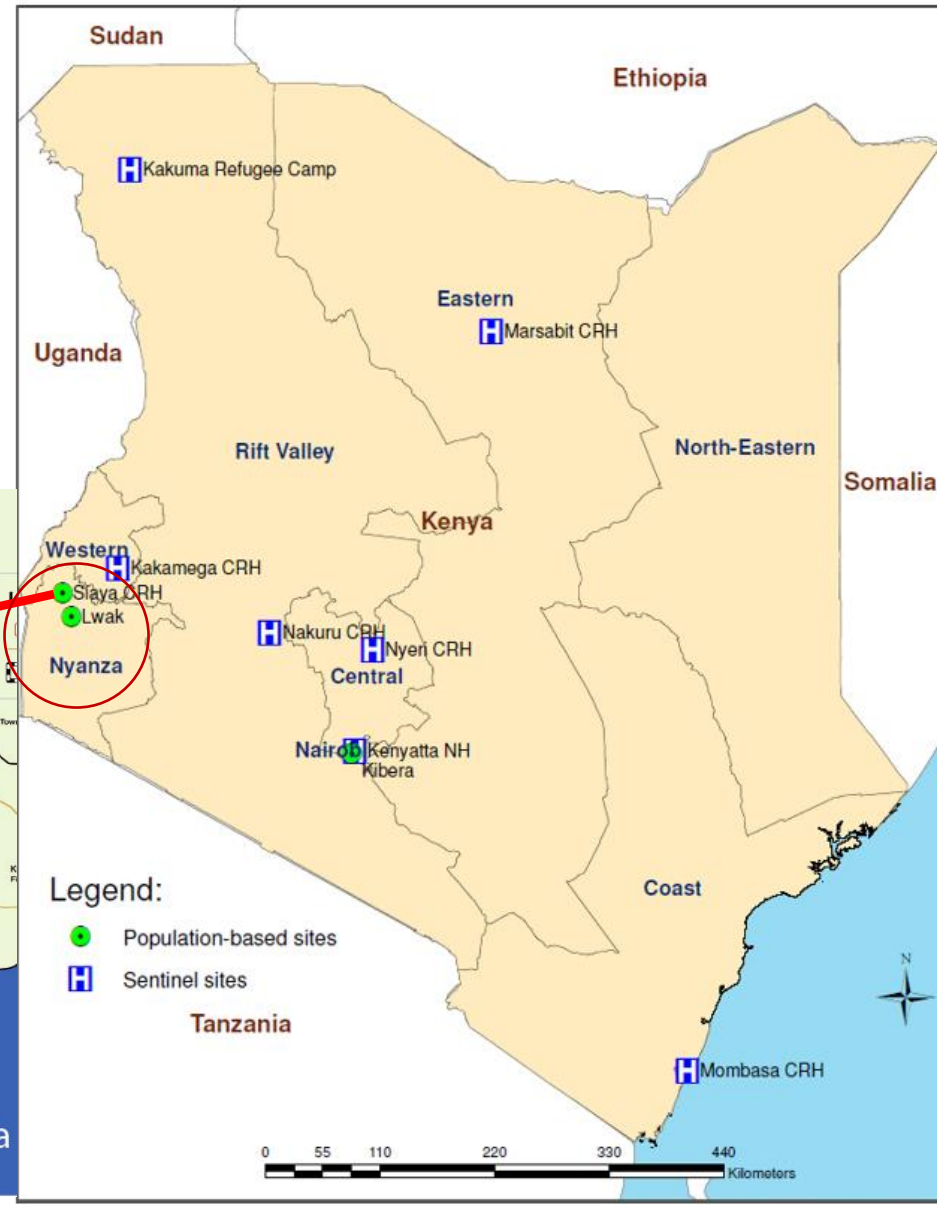 Sudan
Ethiopia
H Kakuma Refugee Camp
Eastern
H Marsabit CRH
Uganda
Rift Valley
North-Eastern
Somalia
Kenya
Western
H Kakamega CRH
Siaya CRH
Lwak
H Nakuru CRH
H Nyeri CRH
Nyanza
Central
Nairob Kenyatta NH
Kibera
Coast
Legend:
Population-based sites
H Sentinel sites
N
Tanzania
H Mombasa CRH
a
0 55 110 220 330 440
Kilometers